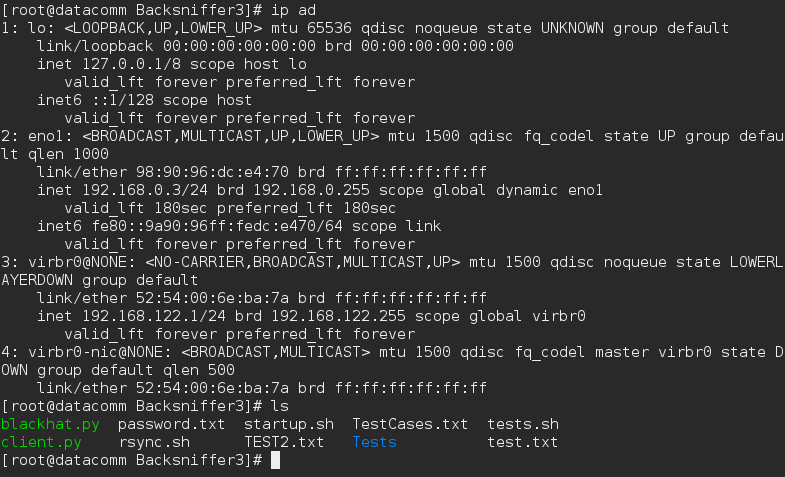 [root@datacomm Backsniffer3]# ip ad
1: lo: <LOOPBACK,UP,LOWER_UP> mtu 65536 qdisc noqueue state UNKNOWN group default
    link/loopback 00:00:00:00:00:00 brd 00:00:00:00:00:00
    inet 127.0.0.1/8 scope host lo
       valid_lft forever preferred_lft forever
    inet6 ::1/128 scope host
       valid_lft forever preferred_lft forever
2: eno1: <BROADCAST,MULTICAST,UP,LOWER_UP> mtu 1500 qdisc fq_codel state UP group defau
lt qlen 1000
    link/ether 98:90:96:dc:e4:70 brd ff:ff:ff:ff:ff:ff
    inet 192.168.0.3/24 brd 192.168.0.255 scope global dynamic eno1
       valid_lft 180sec preferred_lft 180sec
    inet6 fe80::9a90:96ff:fedc:e470/64 scope link
       valid_lft forever preferred_lft forever
3: virbr0@NONE: <NO-CARRIER,BROADCAST,MULTICAST,UP> mtu 1500 qdisc noqueue state LOWERL
AYERDOWN group default
    link/ether 52:54:00:6e:ba:7a brd ff:ff:ff:ff:ff:ff
    inet 192.168.122.1/24 brd 192.168.122.255 scope global virbr0
       valid_lft forever preferred_lft forever
4: virbr0-nic@NONE: <BROADCAST,MULTICAST> mtu 1500 qdisc fq_codel master virbr0 state D
OWN group default qlen 500
    link/ether 52:54:00:6e:ba:7a brd ff:ff:ff:ff:ff:ff
[root@datacomm Backsniffer3]# ls
blackhat.py  password.txt  startup.sh  TestCases.txt  tests.sh
client.py    rsync.sh      TEST2.txt   Tests          test.txt
[root@datacomm Backsniffer3]#